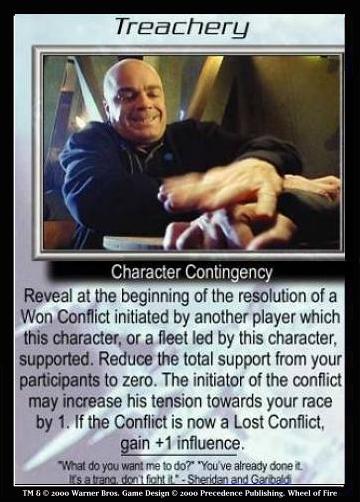 Treachery
Character Contingency
Reveal at the beginning of the resolution of a
Won Conflict initiated by another player which
this character, or a fleet led by this character,
supported. Reduce the total support from your
participants to zero. The initiator of the conflict
may increase his tension towards your race
by 1. If the Conflict is now a Lost Conflict,
gain +1 influence.
"What do you want me to do?" "You've already done it.
It's a tranq, don't fight it." - Sheridan and Garibaldi
TM & © 2000 Warner Bros. Game Design © 2000 Precedence Publishing. Wheel of Fire